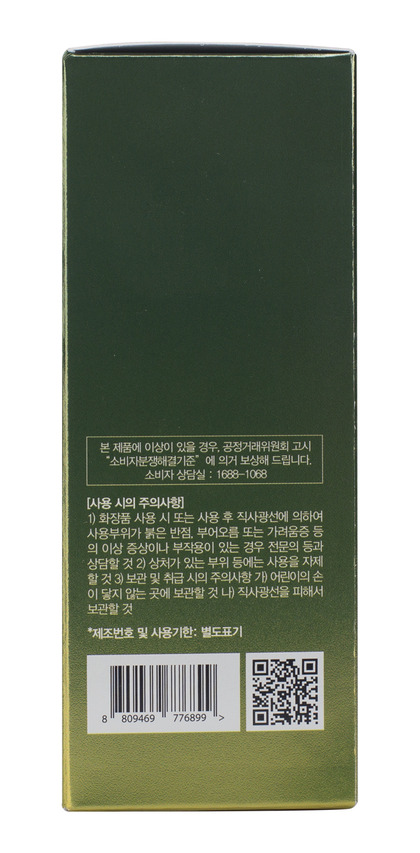 본 제품에 이상이 있을 경우, 공정거래위원회 고시
"소비자분쟁해결기준" 에 의거 보상해 드립니다.
소비자 상담실 : 1688-1068
[사용 시의 주의사항]
1) 화장품 사용 시 또는 사용 후 직사광선에 의하여
사용부위가 붉은 반점, 부어오름 또는 가려움증 등
의 이상 증상이나 부작용이 있는 경우 전문의 등과
상담할 것 2) 상처가 있는 부위 등에는 사용을 자제
할 것 3) 보관 및 취급 시의 주의사항 가) 어린이의 손
이 닿지 않는 곳에 보관할 것 나) 직사광선을 피해서
보관할 것
*제조번호 및 사용기한: 별도표기
8 809469 776899 >